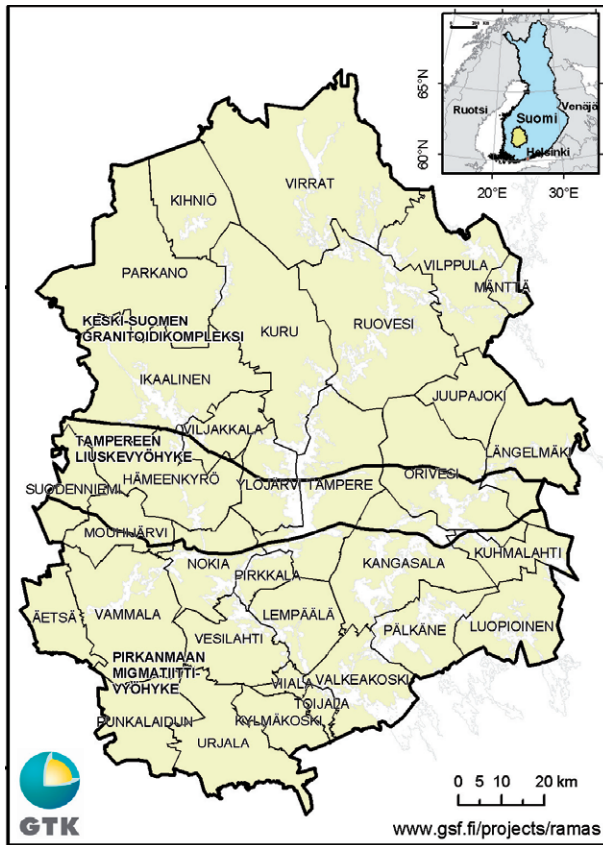 65°N
60°N
Ruotsi
Venäjä
Suomi
Helsinki
20°E
30°E
VIRRAT
KIHNIÖ
PARKANO
VILPPULA
MÄNTTÄ
KESKI-SUOMEN
GRANITOIDIKOMPLEKSI
KURU
RUOVESI
IKAALINEN
JUUPAJOKI
VILJAKKALA
TAMPEREEN
LIUSKEVYÖHYKE
LÄNGELMÄKI
SUODENNIEMI
HÄMEENKYRÖ
YLÖJÄRVI
TAMPERE
ORIVESI
MOUHIJÄRVI
KUHMALAHTI
NOKIA
PIRKKALA
KANGASALA
ÄETSÄ
VAMMALA
LEMPÄÄLÄ
VESILAHTI
PÄLKÄNE
LUOPIOINEN
PIRKANMAAN
MIGMATIITTI-
VYÖHYKE
VIIALA
VALKEAKOSKI
TOIJALA
PUNKALAIDUN
KYLMÄKOSKI
URJALA
GTK
0 5 10 20 km
www.gsf.fi/projects/ramas